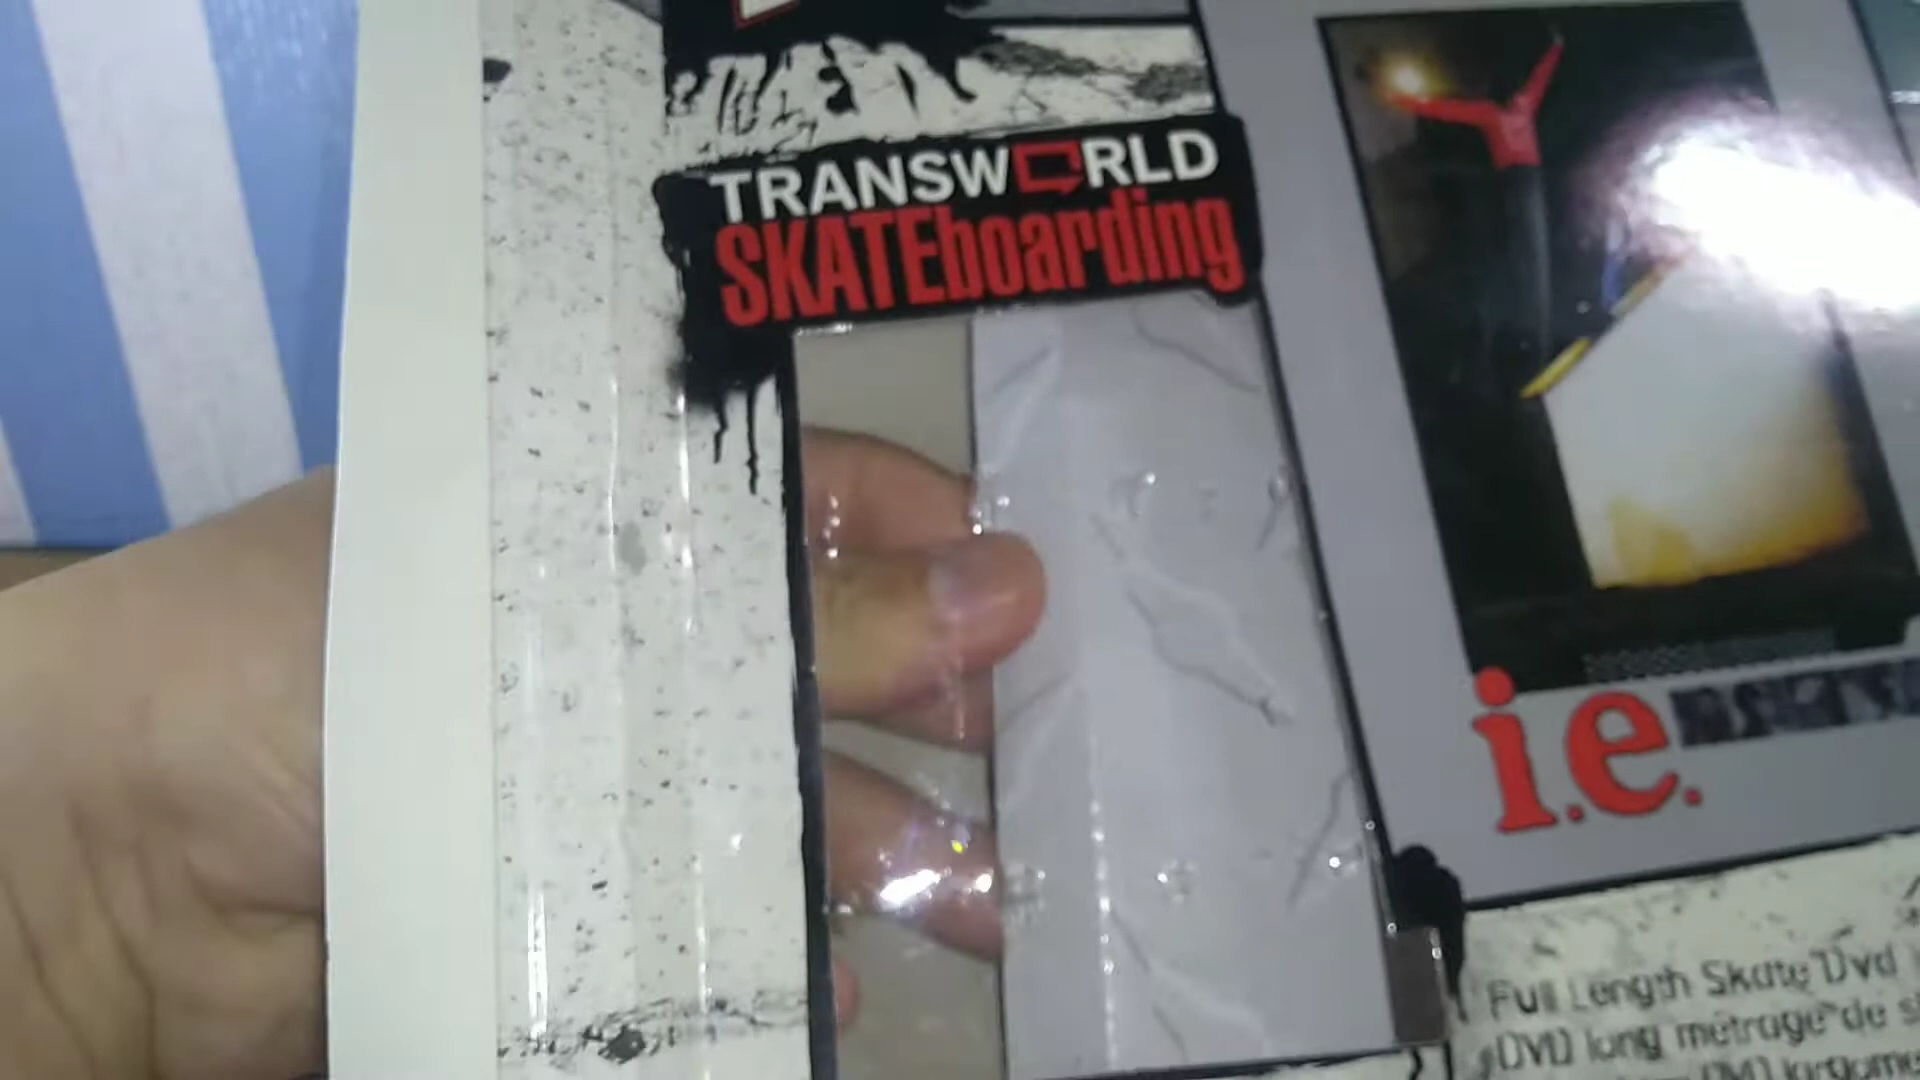 TRANSWORLD
SKATEboarding
i.e.
Full Length Skate Dvd
DVD long métrage de